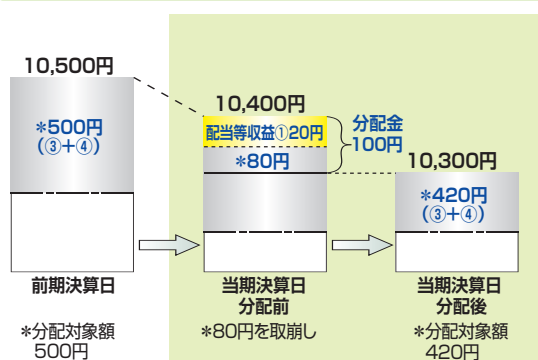 10,500円
*500円
(③+④)
前期決算日
*分配対象額
500円
10,400円
配当等収益①20円
*80円
分配金
100円
当期決算日
分配前
*80円を取崩し
10,300円
*420円
(③+④)
当期決算日
分配後
*分配対象額
420円